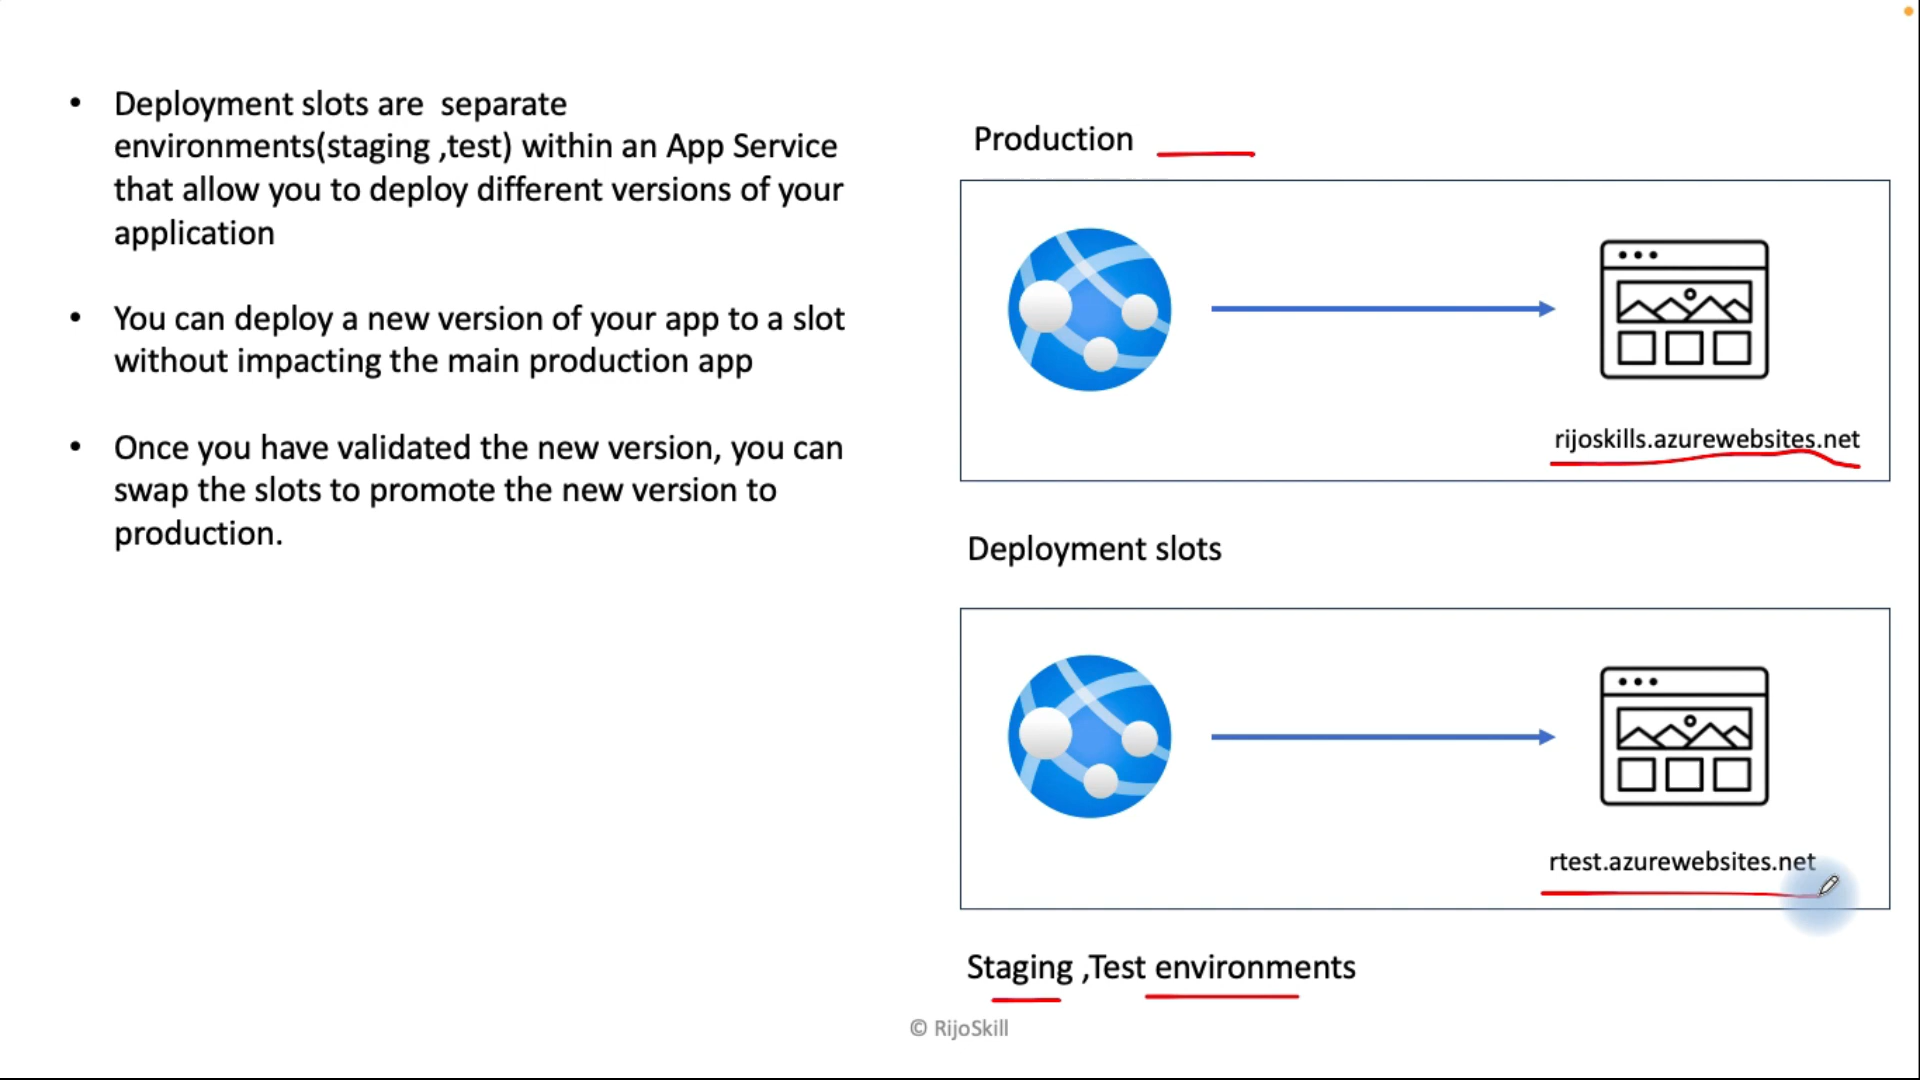 • Deployment slots are  separate
environments(staging ,test) within an App Service
that allow you to deploy different versions of your
application
• You can deploy a new version of your app to a slot
without impacting the main production app
• Once you have validated the new version, you can
swap the slots to promote the new version to
production.
Production
rijoskills.azurewebsites.net
Deployment slots
rtest.azurewebsites.net
Staging ,Test environments
© RijoSkill